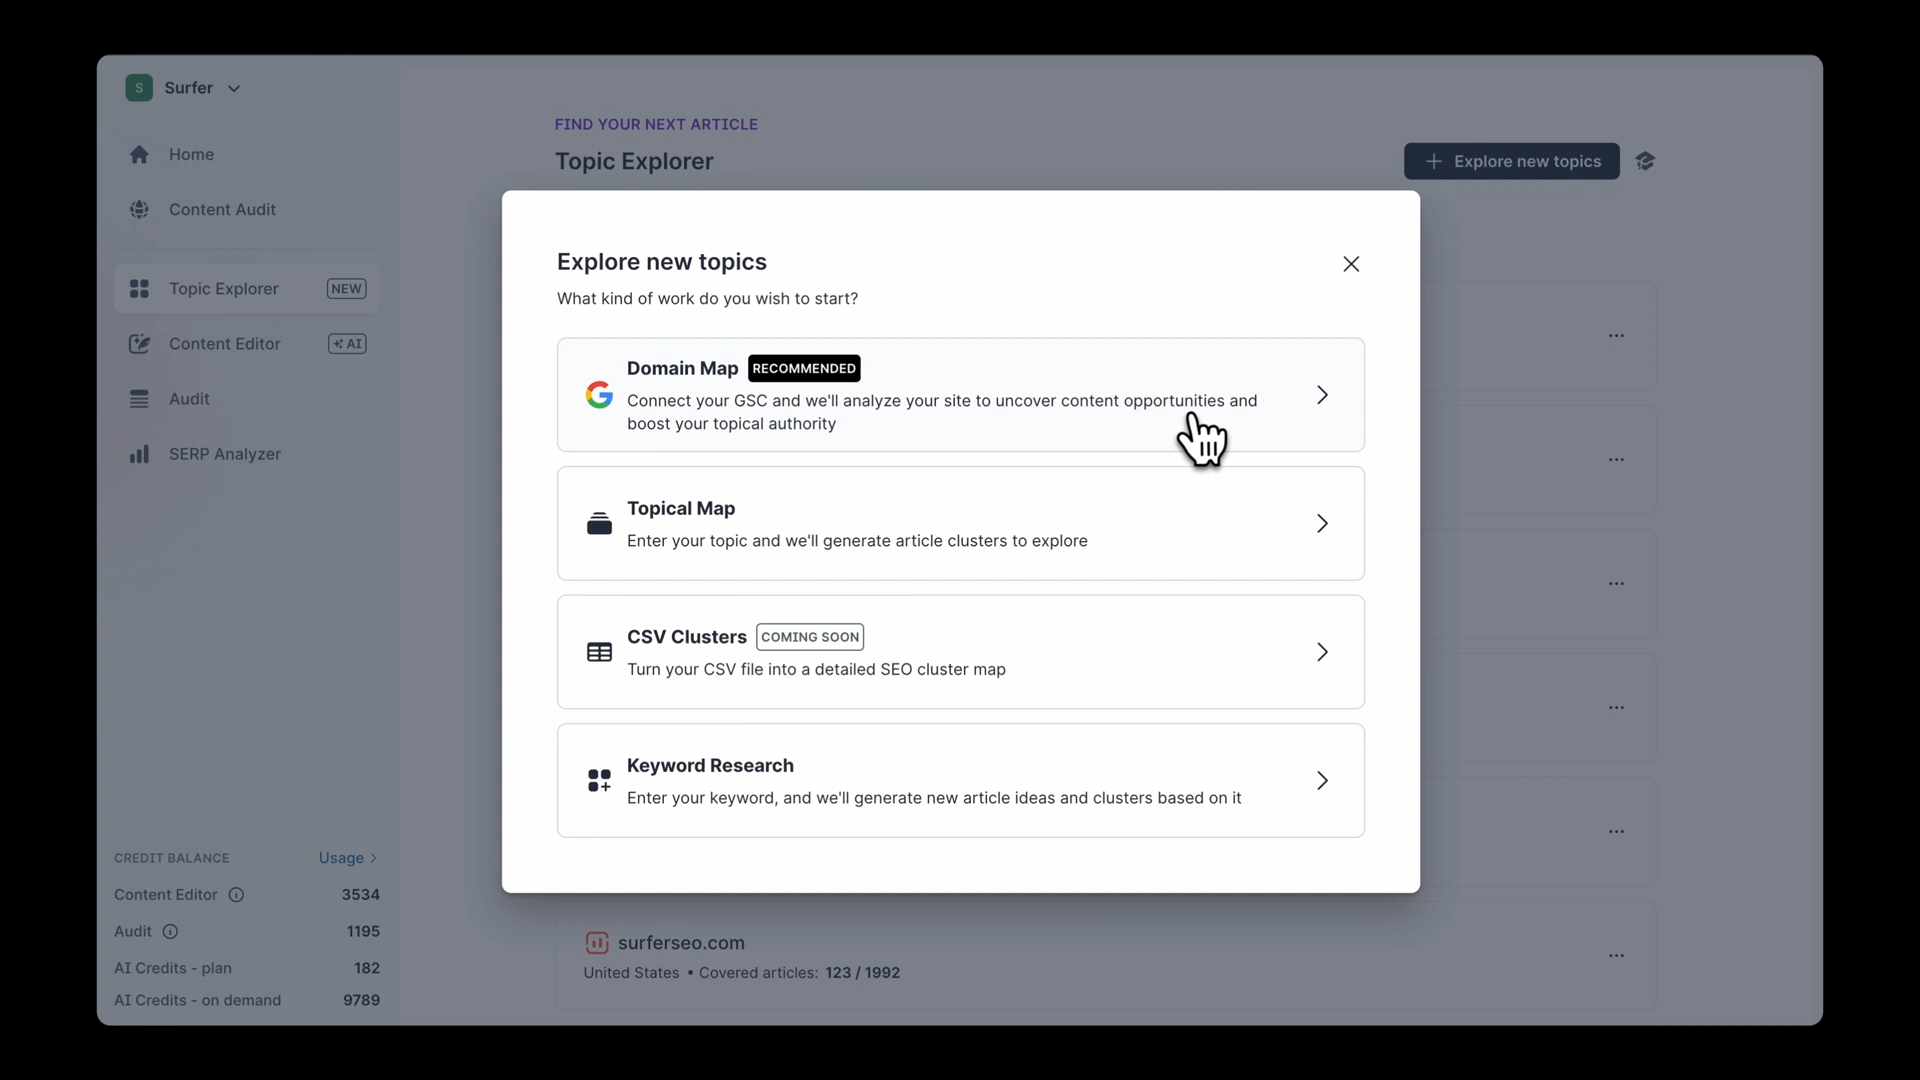 S Surfer
Home
Content Audit
Topic Explorer NEW
Content Editor AI
Audit
SERP Analyzer
CREDIT BALANCE Usage
Content Editor 3534
Audit 1195
AI Credits - plan 182
AI Credits - on demand 9789
FIND YOUR NEXT ARTICLE
Topic Explorer
Explore new topics
Explore new topics
What kind of work do you wish to start?
Domain Map RECOMMENDED
Connect your GSC and we'll analyze your site to uncover content opportunities and
boost your topical authority
Topical Map
Enter your topic and we'll generate article clusters to explore
CSV Clusters COMING SOON
Turn your CSV file into a detailed SEO cluster map
Keyword Research
Enter your keyword, and we'll generate new article ideas and clusters based on it
surferseo.com
United States • Covered articles: 123 / 1992